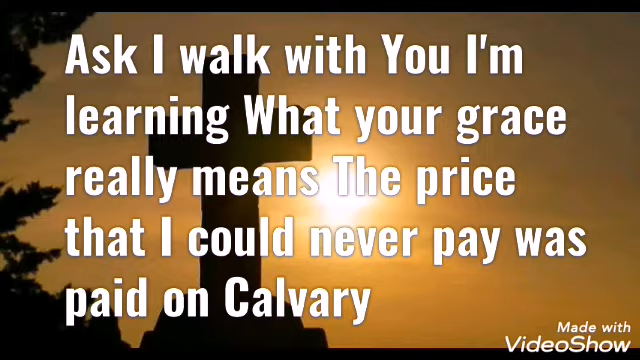 Ask I walk with You I'm
learning What your grace
really means The price
that I could never pay was
paid on Calvary
Made with
VideoShow